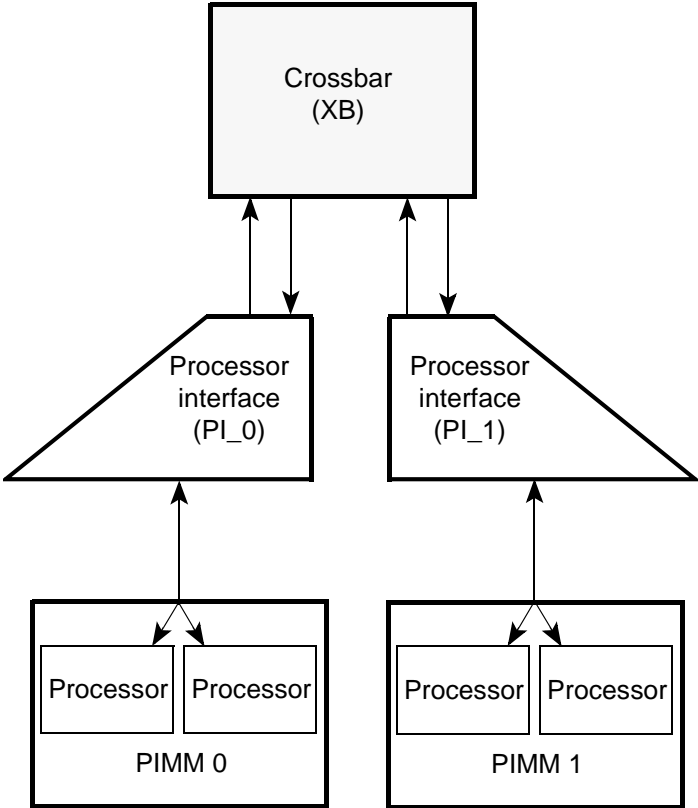 Crossbar
(XB)
Processor
interface
(PI_0)
Processor
interface
(PI_1)
Processor
Processor
PIMM 0
Processor
Processor
PIMM 1